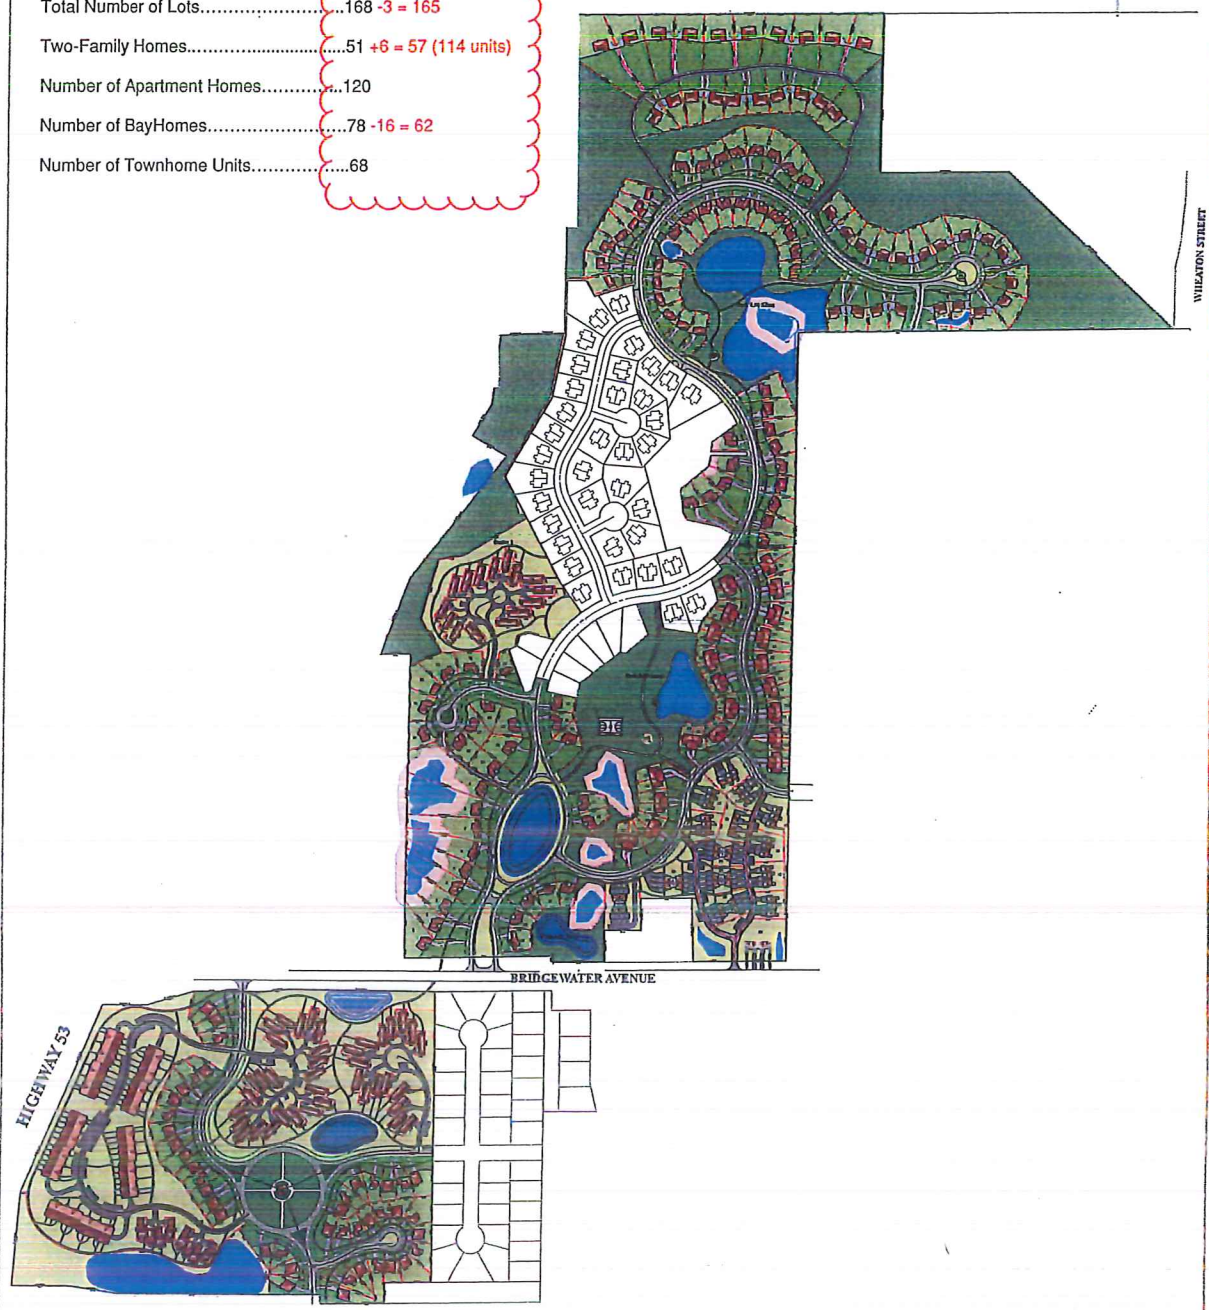 Total Number of Lots..............................168 -3 = 165
Two-Family Homes..............................51 +6 = 57 (114 units)
Number of Apartment Homes..............120
Number of BayHomes.........................78 -16 = 62
Number of Townhome Units.................68
WHEATON STREET
BRIDGEWATER AVENUE
HIGHWAY 53